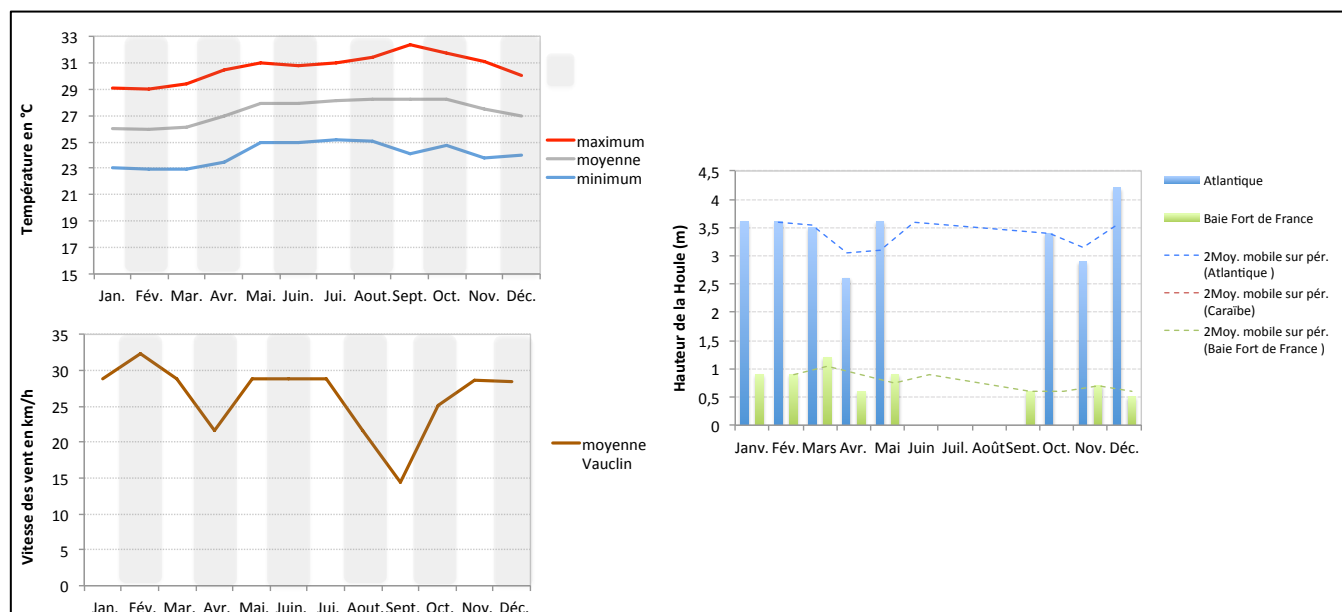 33
31
29
27
25
23
21
19
17
15
Température en °C
Jan. Fév. Mar. Avr. Mai. Juin. Jui. Aout. Sept. Oct. Nov. Déc.
maximum
moyenne
minimum
35
30
25
20
15
10
5
0
Vitesse des vent en km/h
Jan. Fév. Mar. Avr. Mai. Juin. Jui. Aout. Sept. Oct. Nov. Déc.
moyenne
Vauclin
4,5
4
3,5
3
2,5
2
1,5
1
0,5
0
Hauteur de la Houle (m)
Janv. Fév. Mars Avr. Mai Juin Juil. Août Sept. Oct. Nov. Déc.
Atlantique
Baie Fort de France
2Moy. mobile sur pér.
(Atlantique )
2Moy. mobile sur pér.
(Caraïbe)
2Moy. mobile sur pér.
(Baie Fort de France )